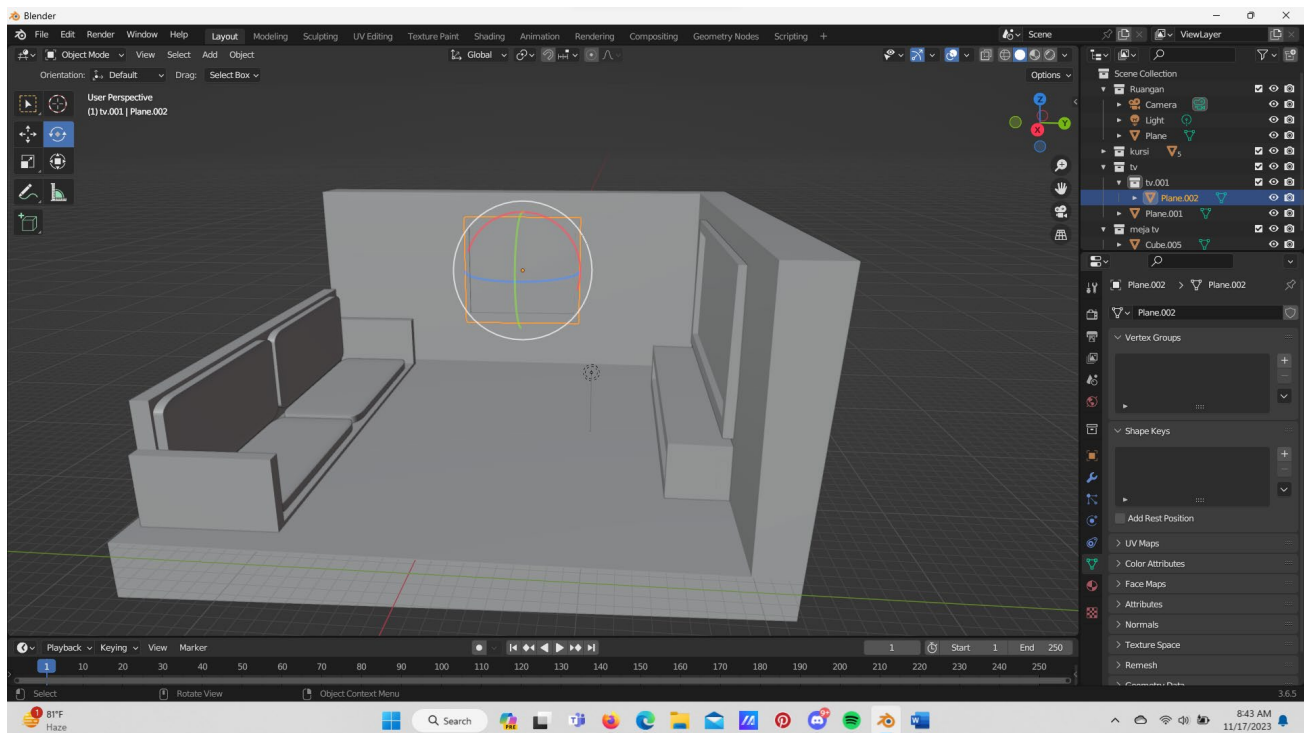 Blender
File Edit Render Window Help Layout Modeling Sculpting UV Editing Texture Paint Shading Animation Rendering Compositing Geometry Nodes Scripting + Scene ViewLayer
Object Mode View Select Add Object Global
Orientation: Default Drag: Select Box Options
User Perspective
(1) tv.001 | Plane.002
Z
Y
X
Scene Collection
Ruangan
Camera
Light
Plane
kursi 5
tv
tv.001
Plane.002
Plane.001
meja tv
Cube.005
Plane.002 > Plane.002
Plane.002
Vertex Groups
Shape Keys
Add Rest Position
UV Maps
Color Attributes
Face Maps
Attributes
Normals
Texture Space
Remesh
Geometry Data
Playback Keying View Marker 1 Start 1 End 250
1 10 20 30 40 50 60 70 80 90 100 110 120 130 140 150 160 170 180 190 200 210 220 230 240 250
Select Rotate View Object Context Menu 3.6.5
1 81°F
Haze
Search
PRE
9+
8:43 AM
11/17/2023